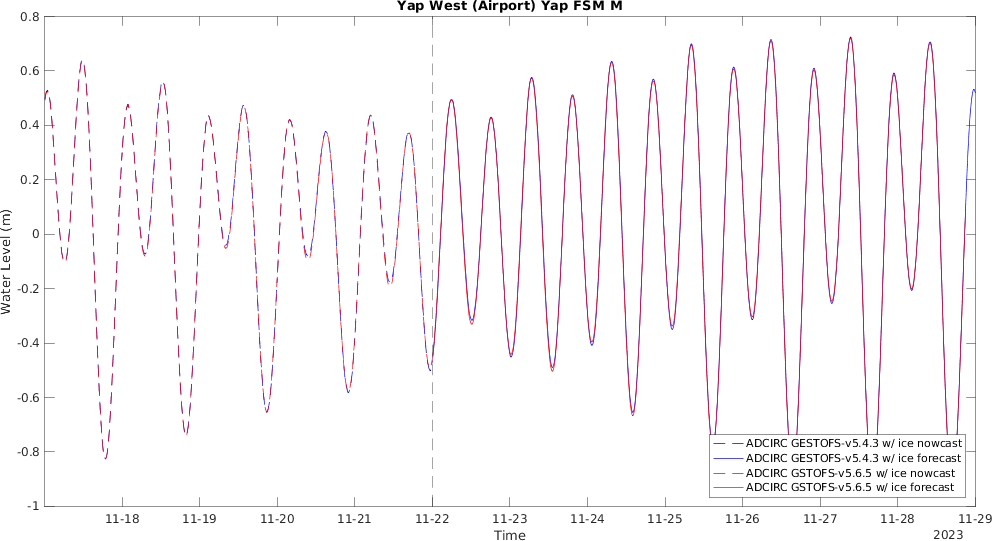 Yap West (Airport) Yap FSM M
0.8
0.6
0.4
0.2
0
-0.2
-0.4
-0.6
-0.8
-1
Water Level (m)
ADCIRC GESTOFS-v5.4.3 w/ ice nowcast
ADCIRC GESTOFS-v5.4.3 w/ ice forecast
ADCIRC GSTOFS-v5.6.5 w/ ice nowcast
ADCIRC GSTOFS-v5.6.5 w/ ice forecast
11-18 11-19 11-20 11-21 11-22 11-23 11-24 11-25 11-26 11-27 11-28 11-29
Time
2023